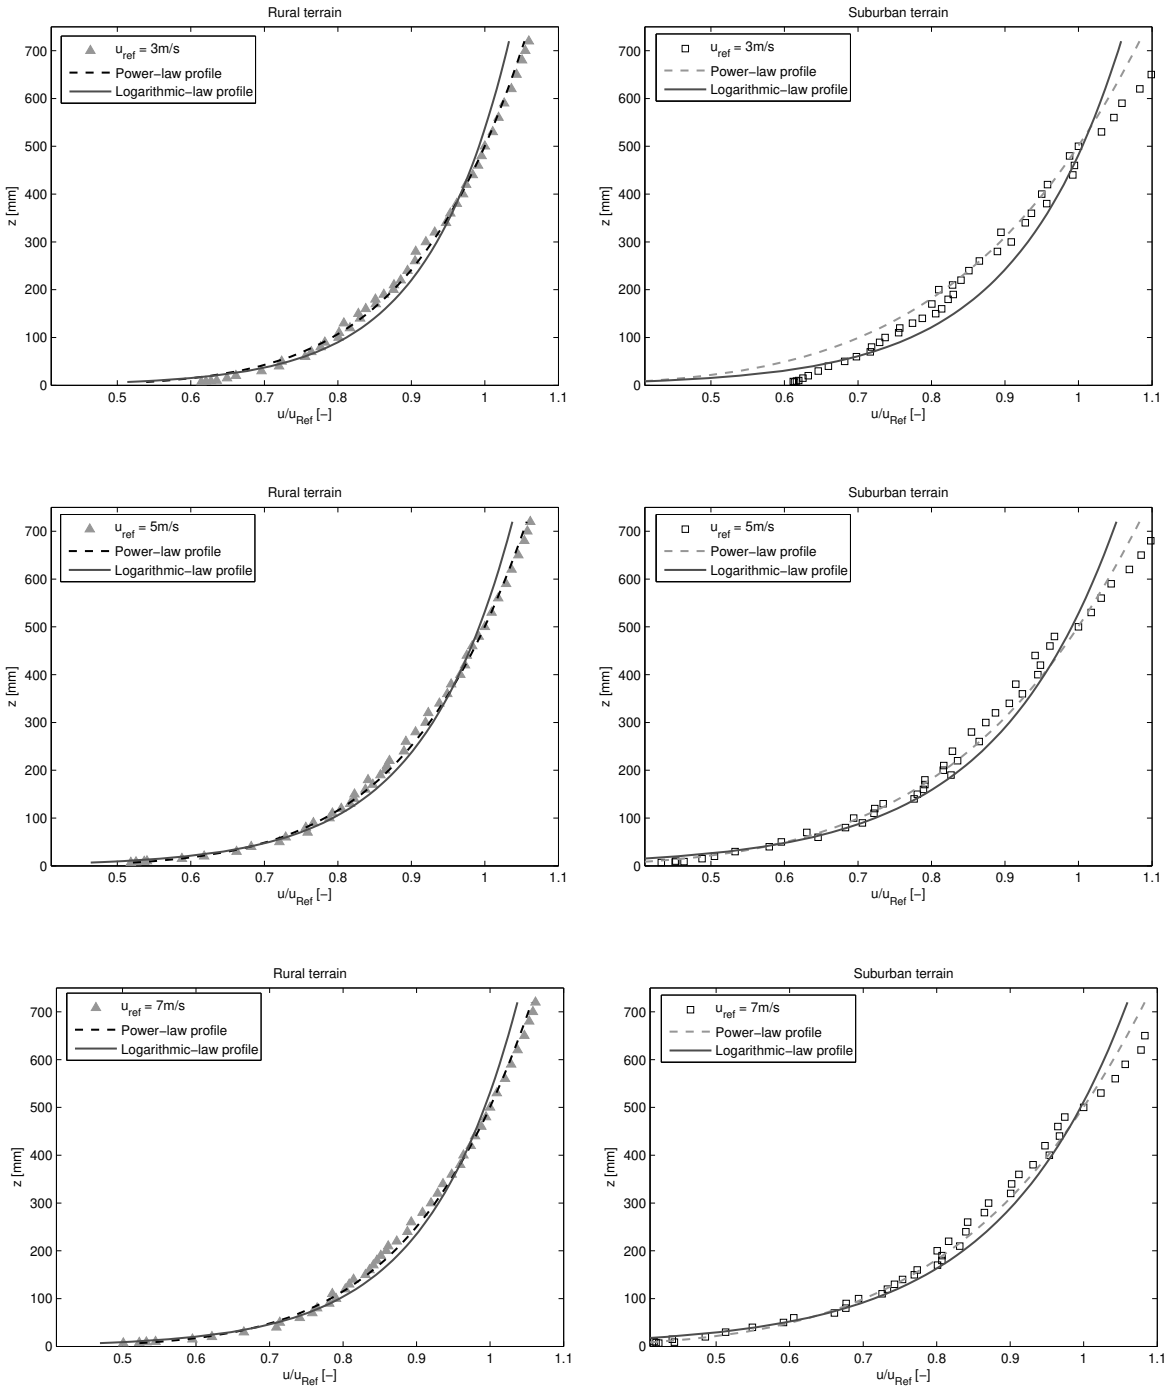 Rural terrain
u_ref = 3m/s
Power−law profile
Logarithmic−law profile
700
600
500
400
300
200
100
0
z [mm]
0.5 0.6 0.7 0.8 0.9 1 1.1
u/u_Ref [−]
Suburban terrain
u_ref = 3m/s
Power−law profile
Logarithmic−law profile
700
600
500
400
300
200
100
0
z [mm]
0.5 0.6 0.7 0.8 0.9 1 1.1
u/u_Ref [−]
Rural terrain
u_ref = 5m/s
Power−law profile
Logarithmic−law profile
700
600
500
400
300
200
100
0
z [mm]
0.5 0.6 0.7 0.8 0.9 1 1.1
u/u_Ref [−]
Suburban terrain
u_ref = 5m/s
Power−law profile
Logarithmic−law profile
700
600
500
400
300
200
100
0
z [mm]
0.5 0.6 0.7 0.8 0.9 1 1.1
u/u_Ref [−]
Rural terrain
u_ref = 7m/s
Power−law profile
Logarithmic−law profile
700
600
500
400
300
200
100
0
z [mm]
0.5 0.6 0.7 0.8 0.9 1 1.1
u/u_Ref [−]
Suburban terrain
u_ref = 7m/s
Power−law profile
Logarithmic−law profile
700
600
500
400
300
200
100
0
z [mm]
0.5 0.6 0.7 0.8 0.9 1 1.1
u/u_Ref [−]